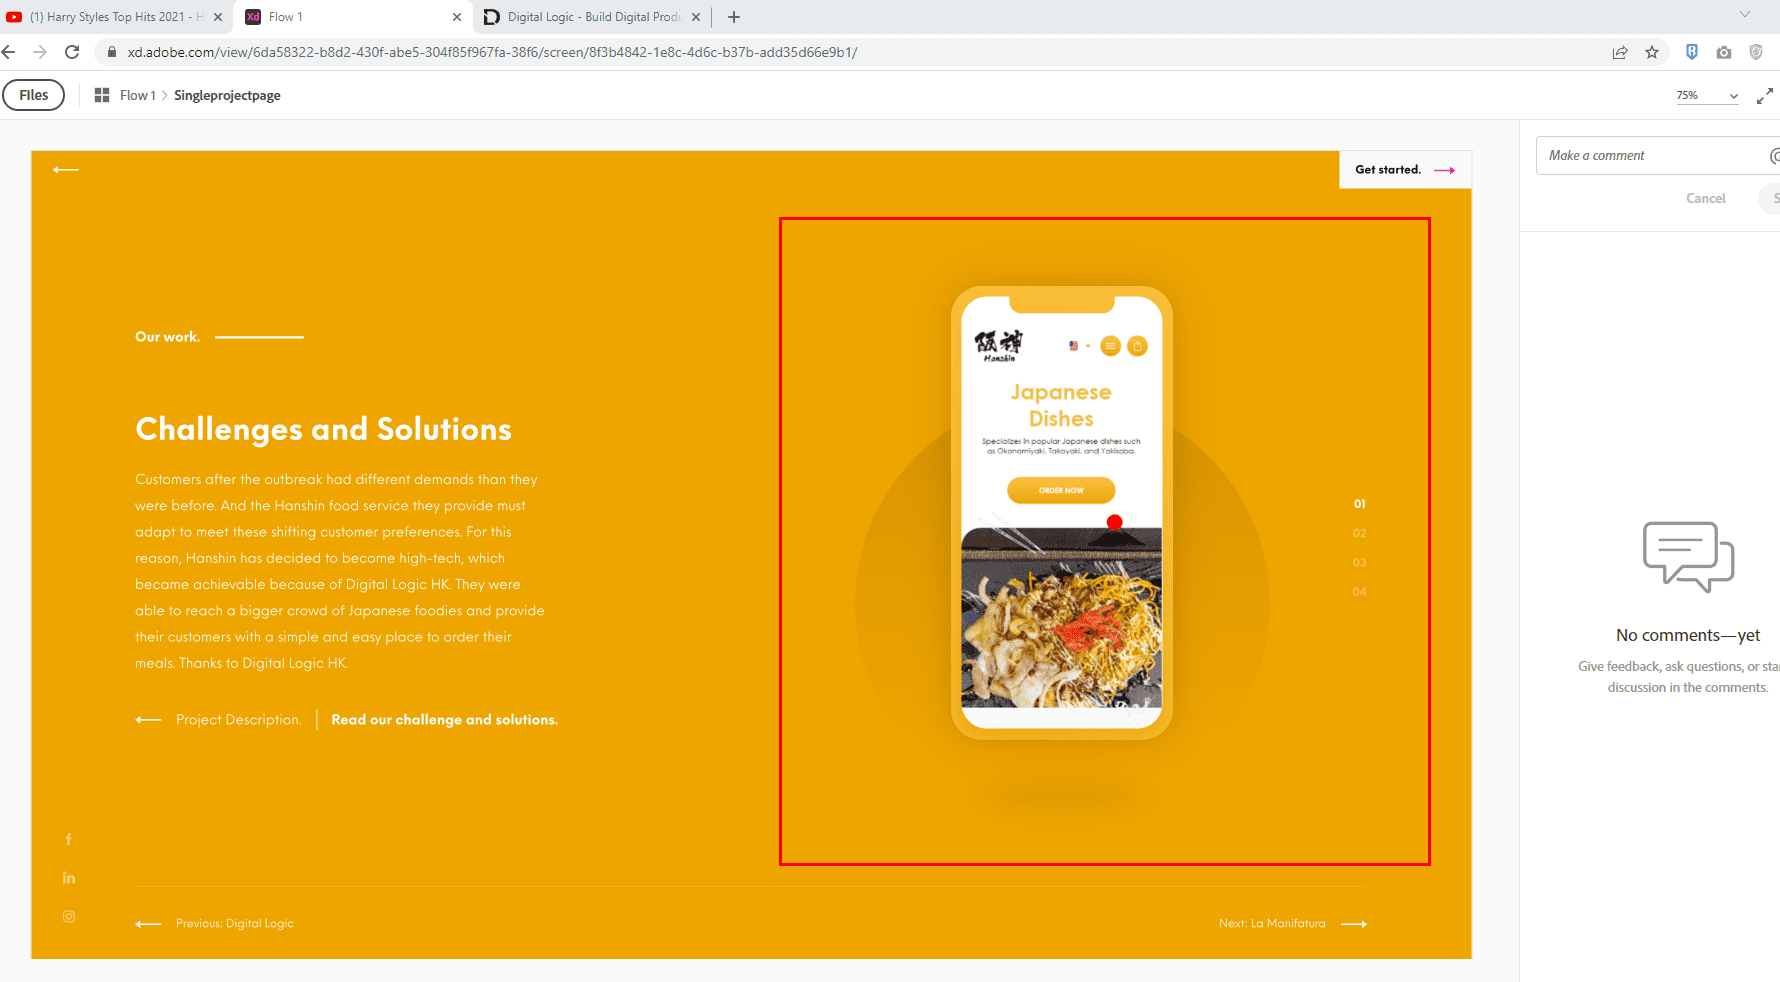 (1) Harry Styles Top Hits 2021 - H
Xd
Flow 1
Digital Logic - Build Digital Produ
xd.adobe.com/view/6da58322-b8d2-430f-abe5-304f85f967fa-38f6/screen/8f3b4842-1e8c-4d6c-b37b-add35d66e9b1/
FIles
Flow 1 > Singleprojectpage
75%
Get started.
Make a comment
@
Cancel
S
Our work.
Challenges and Solutions
Customers after the outbreak had different demands than they
were before. And the Hanshin food service they provide must
adapt to meet these shifting customer preferences. For this
reason, Hanshin has decided to become high-tech, which
became achievable because of Digital Logic HK. They were
able to reach a bigger crowd of Japanese foodies and provide
their customers with a simple and easy place to order their
meals. Thanks to Digital Logic HK.
Project Description.
Read our challenge and solutions.
阪神
Hanshin
Japanese
Dishes
Specializes in popular Japanese dishes such
as Okonomiyaki, Takoyaki, and Yakisoba.
ORDER NOW
01
02
03
04
No comments—yet
Give feedback, ask questions, or sta
discussion in the comments.
f
in
Previous: Digital Logic
Next: La Manifatura